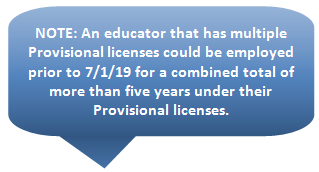 NOTE: An educator that has multiple
Provisional licenses could be employed
prior to 7/1/19 for a combined total of
more than five years under their
Provisional licenses.